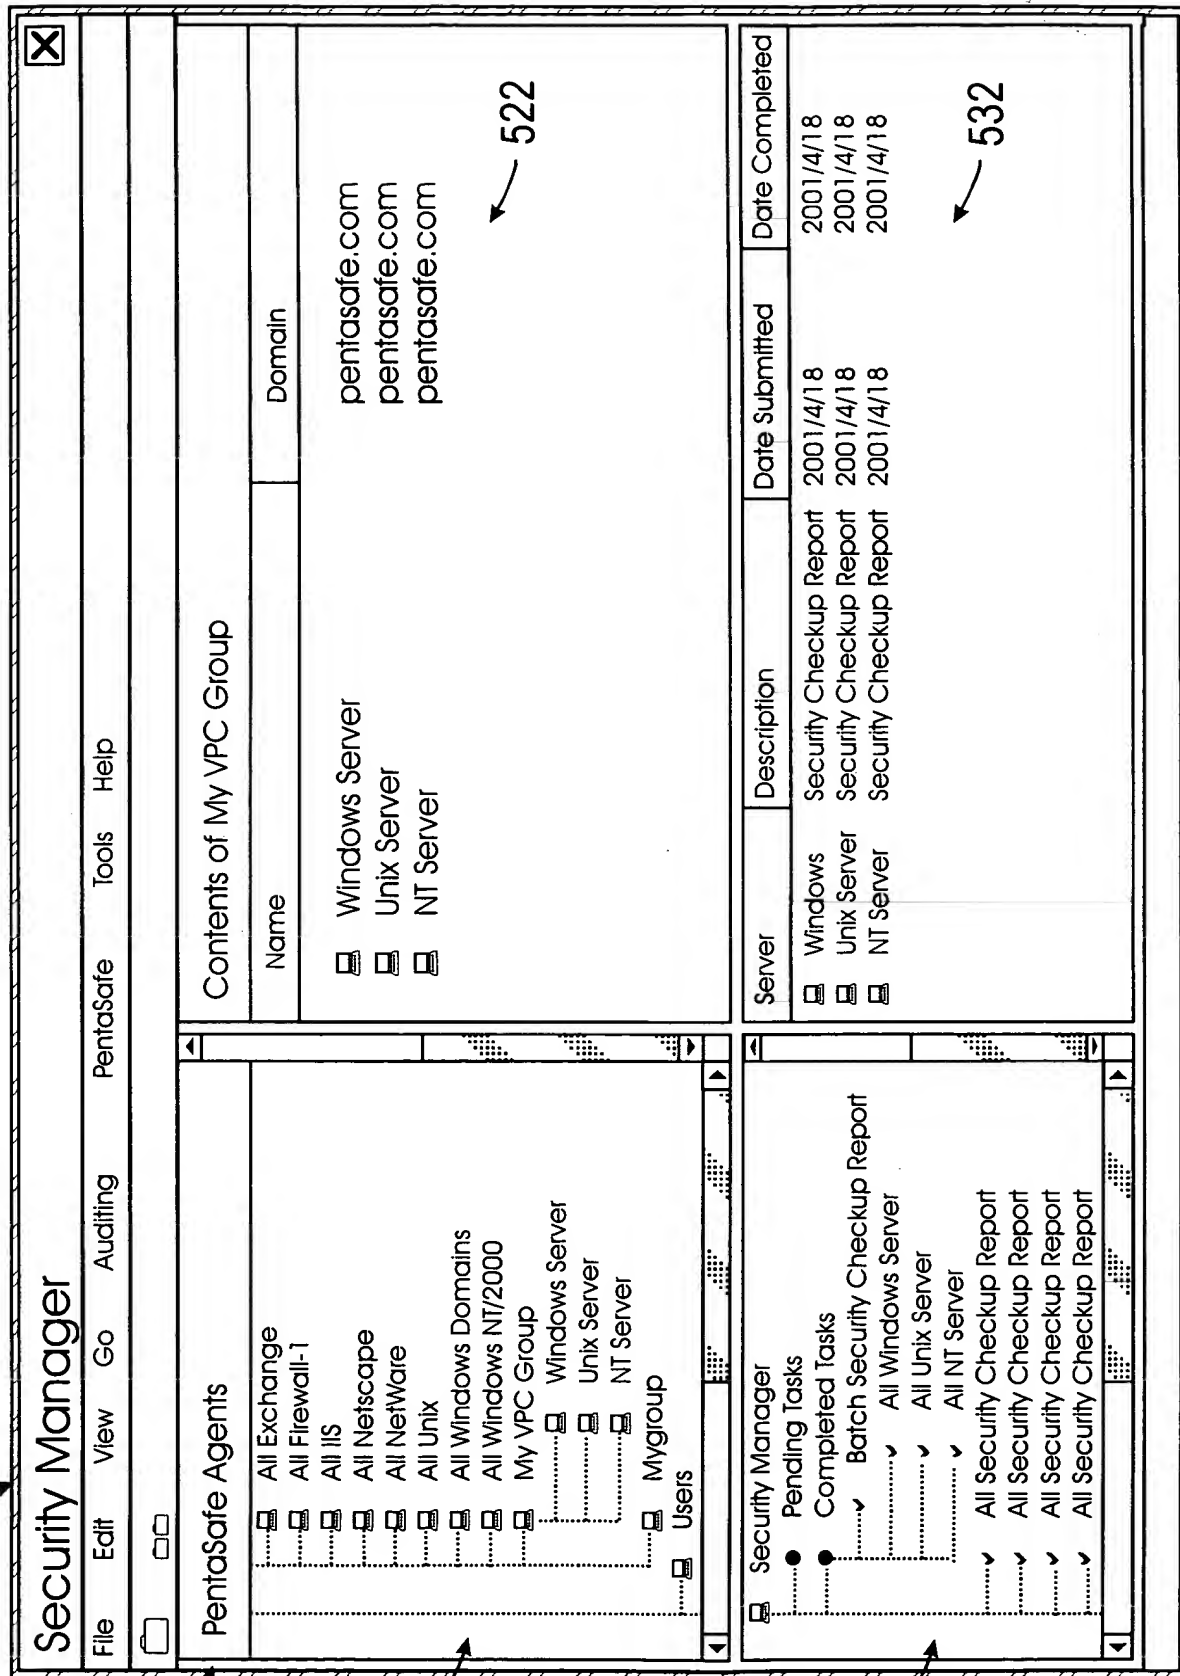 Security Manager
File Edit View Go Auditing PentaSafe Tools Help
PentaSafe Agents
All Exchange
All Firewall-1
All IIS
All Netscape
All NetWare
All Unix
All Windows Domains
All Windows NT/2000
My VPC Group
Windows Server
Unix Server
NT Server
Mygroup
Users
Contents of My VPC Group
Name Domain
Windows Server pentasafe.com
Unix Server pentasafe.com
NT Server pentasafe.com
522
Security Manager
Pending Tasks
Completed Tasks
Batch Security Checkup Report
All Windows Server
All Unix Server
All NT Server
All Security Checkup Report
All Security Checkup Report
All Security Checkup Report
All Security Checkup Report
Server Description Date Submitted Date Completed
Windows Security Checkup Report 2001/4/18 2001/4/18
Unix Server Security Checkup Report 2001/4/18 2001/4/18
NT Server Security Checkup Report 2001/4/18 2001/4/18
532